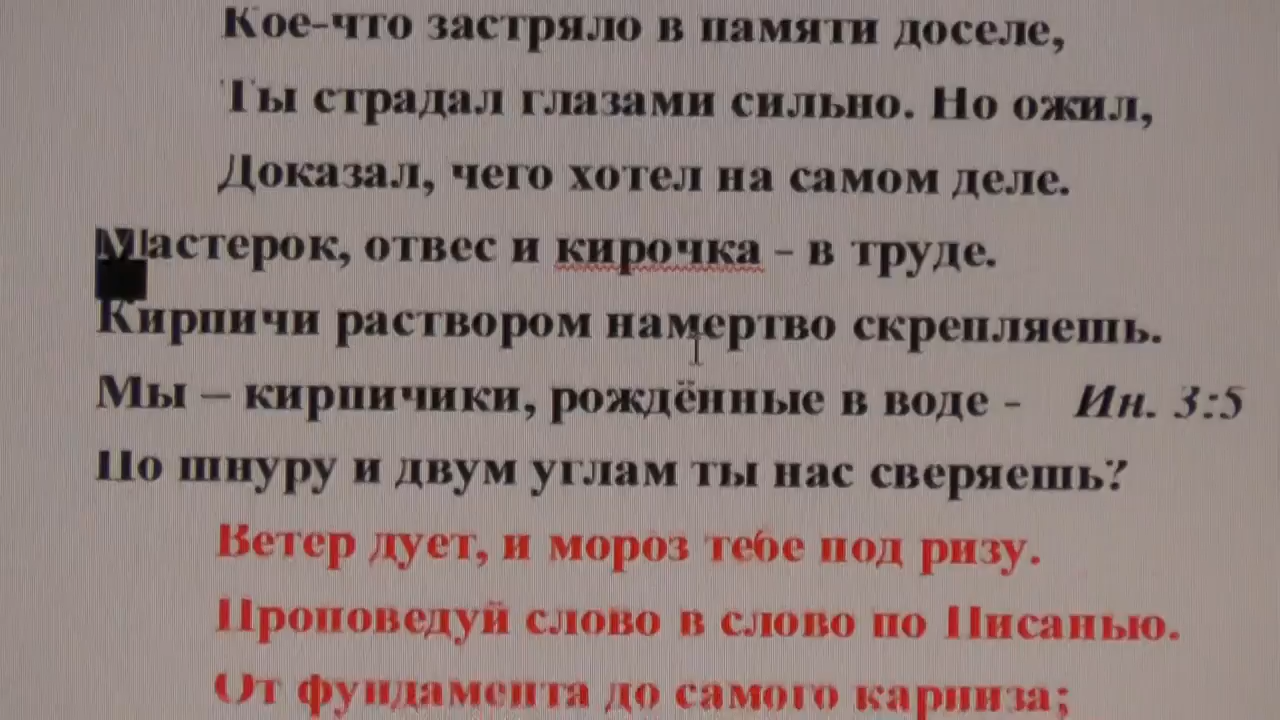 Кое-что застряло в памяти доселе,
Ты страдал глазами сильно. Но ожил,
Доказал, чего хотел на самом деле.
Мастерок, отвес и кирочка - в труде.
Кирпичи раствором намертво скрепляешь.
Мы – кирпичики, рождённые в воде - Ин. 3:5
По шнуру и двум углам ты нас сверяешь?
Ветер дует, и мороз тебе под ризу.
Проповедуй слово в слово по Писанью.
От фундамента до самого карниза;